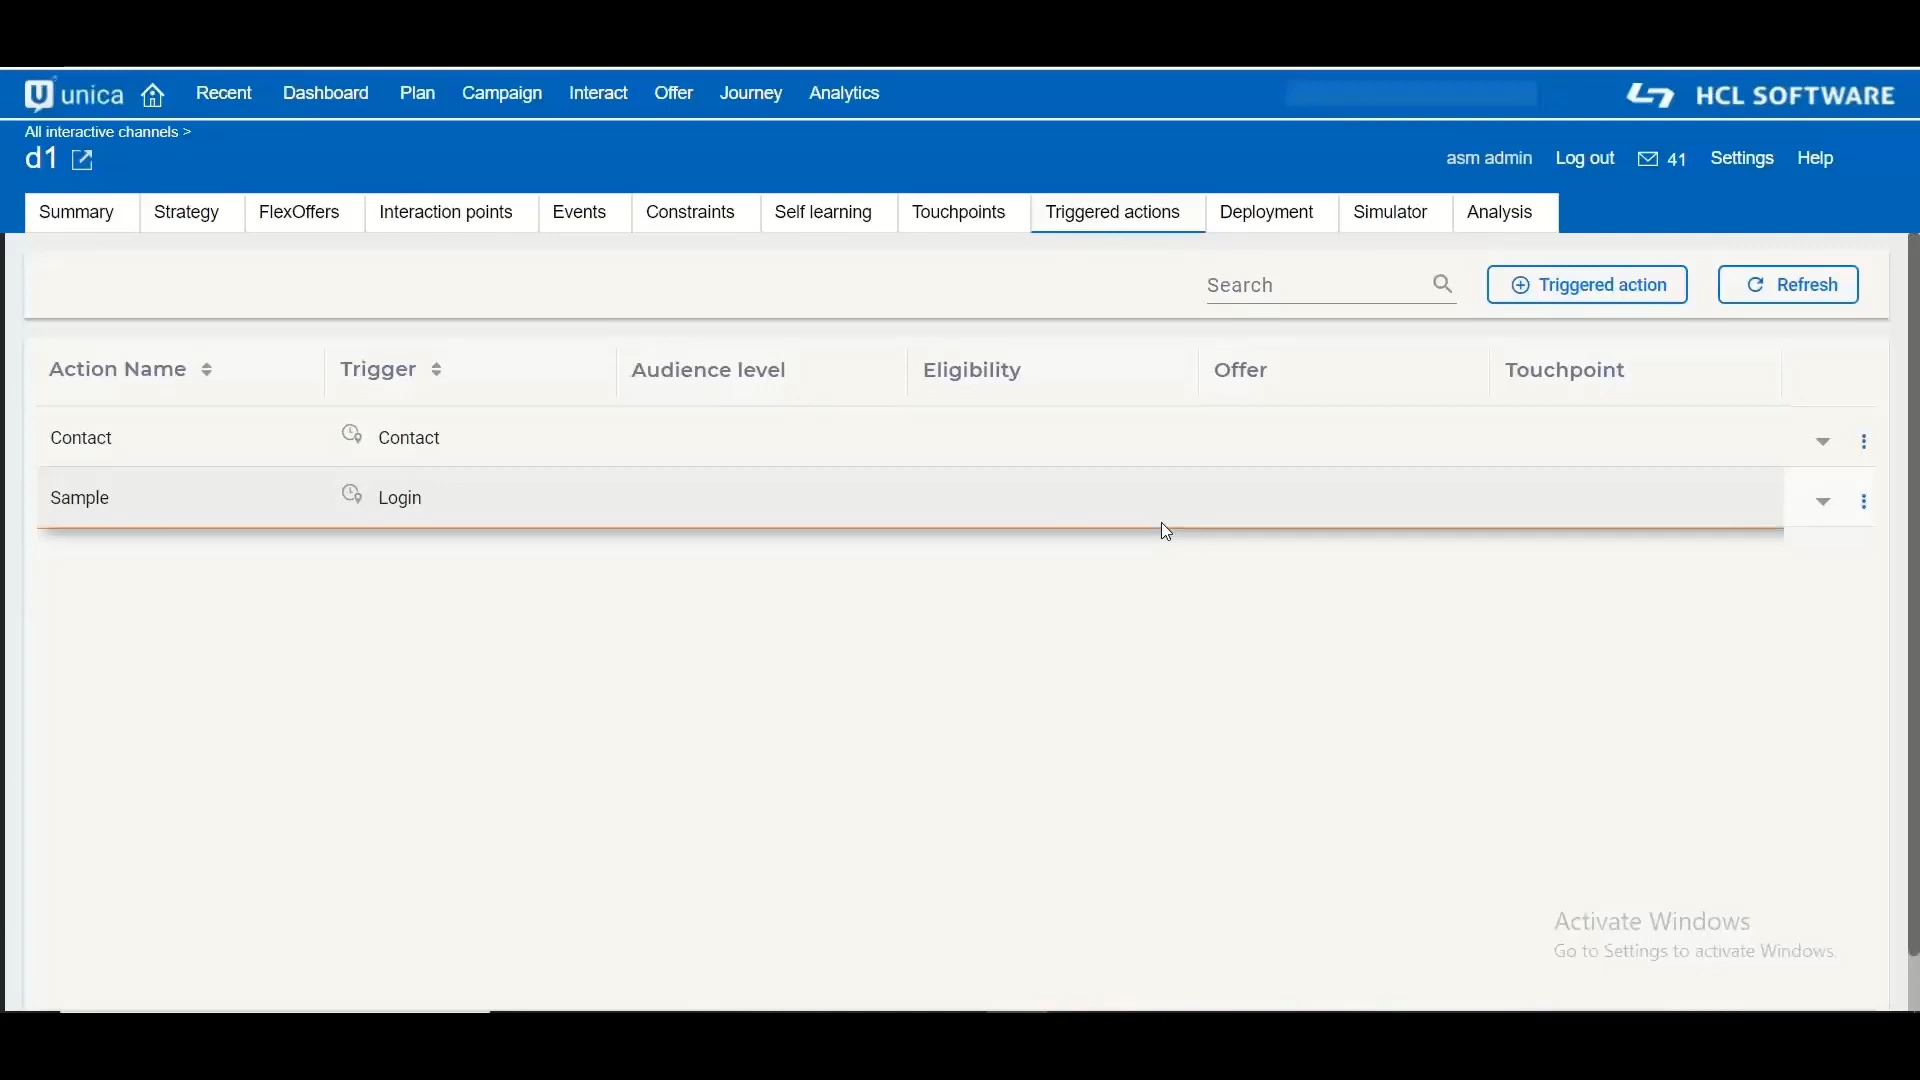 unica Recent Dashboard Plan Campaign Interact Offer Journey Analytics HCL SOFTWARE
All interactive channels >
d1 asm admin Log out 41 Settings Help
Summary Strategy FlexOffers Interaction points Events Constraints Self learning Touchpoints Triggered actions Deployment Simulator Analysis
Search Triggered action Refresh
Action Name Trigger Audience level Eligibility Offer Touchpoint
Contact Contact
Sample Login
Activate Windows
Go to Settings to activate Windows.